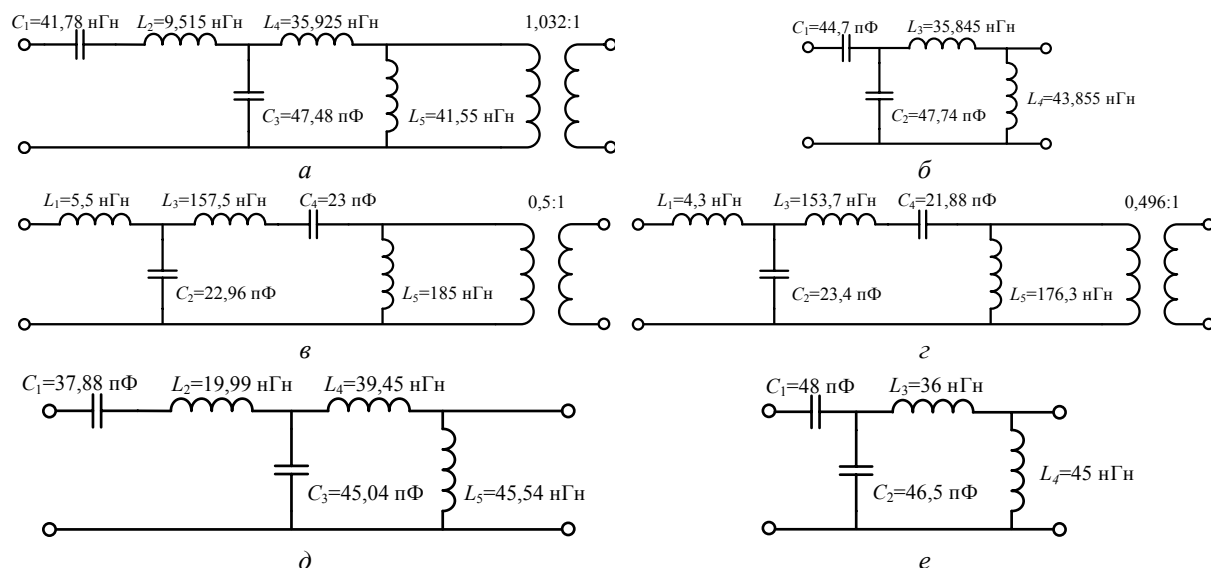 C₁=41,78 пФ L₂=9,515 нГн L₄=35,925 нГн 1,032:1
C₃=47,48 пФ L₅=41,55 нГн
а
C₁=44,7 пФ L₃=35,845 нГн
C₂=47,74 пФ L₄=43,855 нГн
б
L₁=5,5 нГн L₃=157,5 нГн C₄=23 пФ 0,5:1
C₂=22,96 пФ L₅=185 нГн
в
L₁=4,3 нГн L₃=153,7 нГн C₄=21,88 пФ 0,496:1
C₂=23,4 пФ L₅=176,3 нГн
г
C₁=37,88 пФ L₂=19,99 нГн L₄=39,45 нГн
C₃=45,04 пФ L₅=45,54 нГн
д
C₁=48 пФ L₃=36 нГн
C₂=46,5 пФ L₄=45 нГн
е